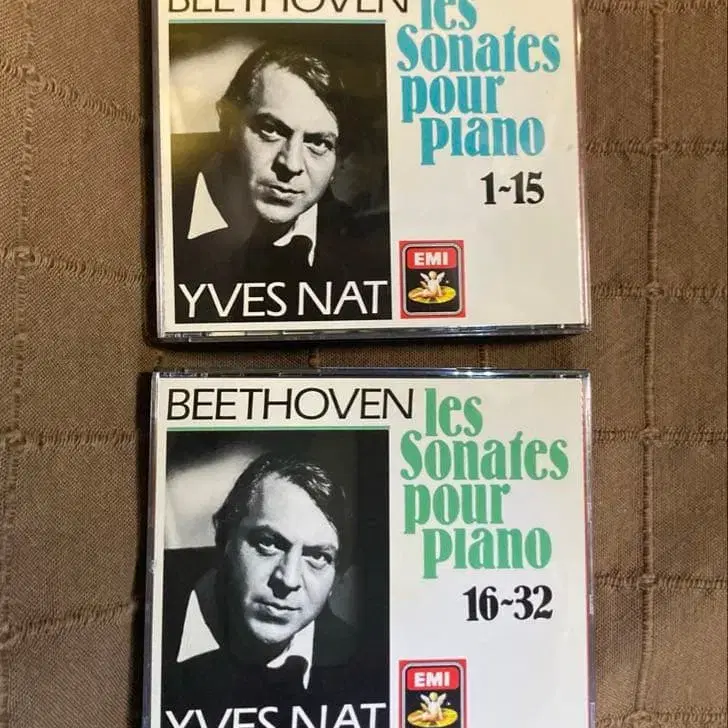 BEETHOVEN
les
Sonates
pour
piano
1~15
EMI
YVES NAT
BEETHOVEN
les
Sonates
pour
piano
16~32
EMI
YVES NAT